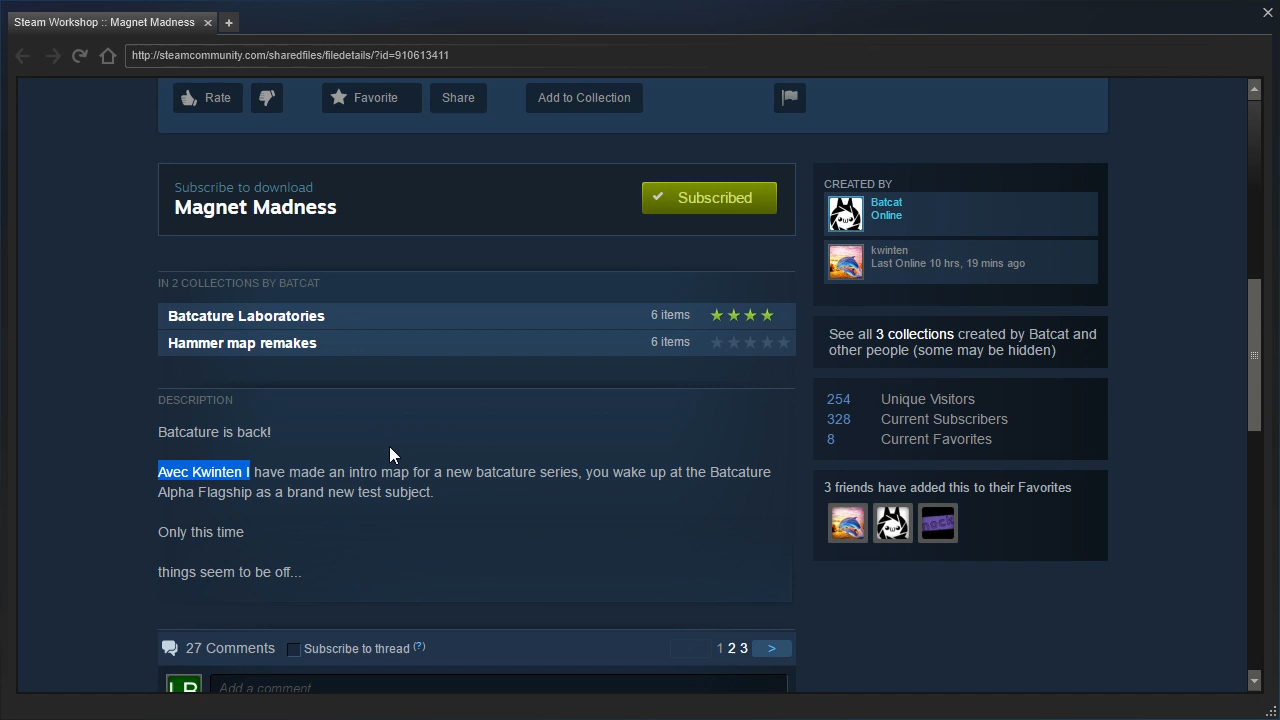 Steam Workshop :: Magnet Madness
http://steamcommunity.com/sharedfiles/filedetails/?id=910613411
Rate
Favorite
Share
Add to Collection
Subscribe to download
Magnet Madness
Subscribed
IN 2 COLLECTIONS BY BATCAT
Batcature Laboratories 6 items
Hammer map remakes 6 items
DESCRIPTION
Batcature is back!
Avec Kwinten I have made an intro map for a new batcature series, you wake up at the Batcature
Alpha Flagship as a brand new test subject.
Only this time
things seem to be off...
27 Comments Subscribe to thread (?) 1 2 3 >
LR
Add a comment
CREATED BY
Batcat
Online
kwinten
Last Online 10 hrs, 19 mins ago
See all 3 collections created by Batcat and
other people (some may be hidden)
254 Unique Visitors
328 Current Subscribers
8 Current Favorites
3 friends have added this to their Favorites